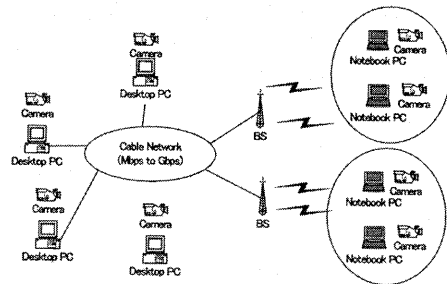 Camera
Desktop PC
Camera
Desktop PC
Camera
Desktop PC
Camera
Desktop PC
Cable Network
(Mbps to Gbps)
BS
BS
Camera
Notebook PC
Camera
Notebook PC
Camera
Notebook PC
Camera
Notebook PC